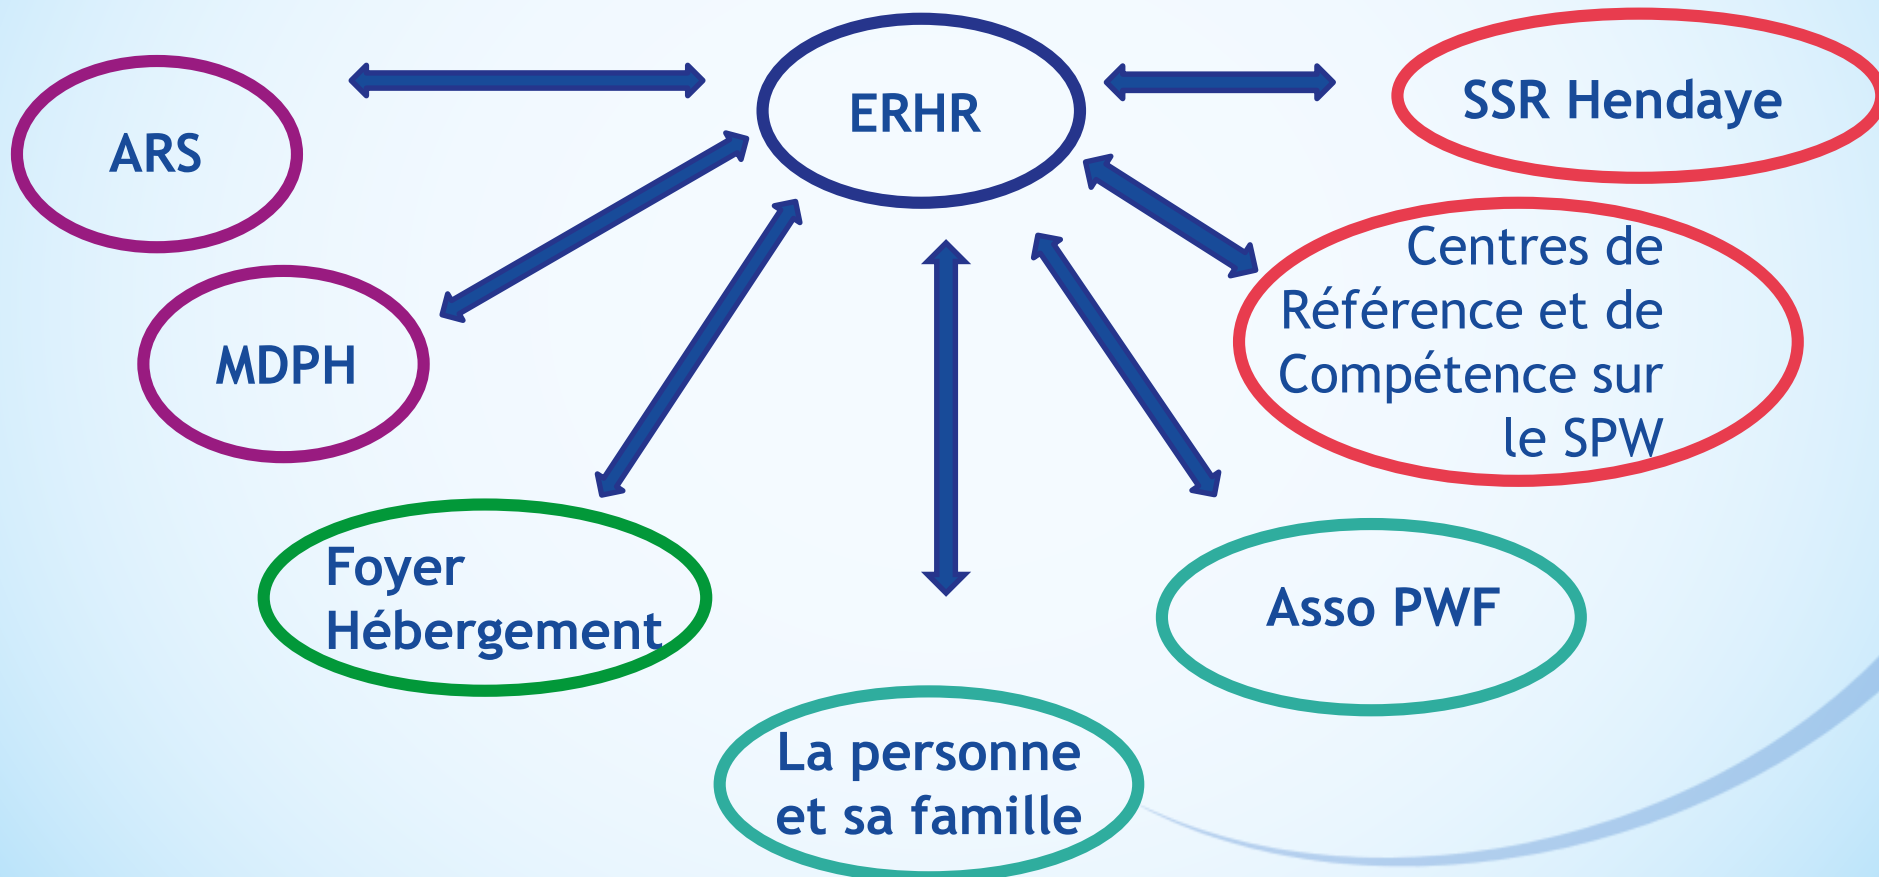 ERHR
SSR Hendaye
ARS
Centres de
Référence et de
Compétence sur
le SPW
MDPH
Foyer
Hébergement
Asso PWF
La personne
et sa famille